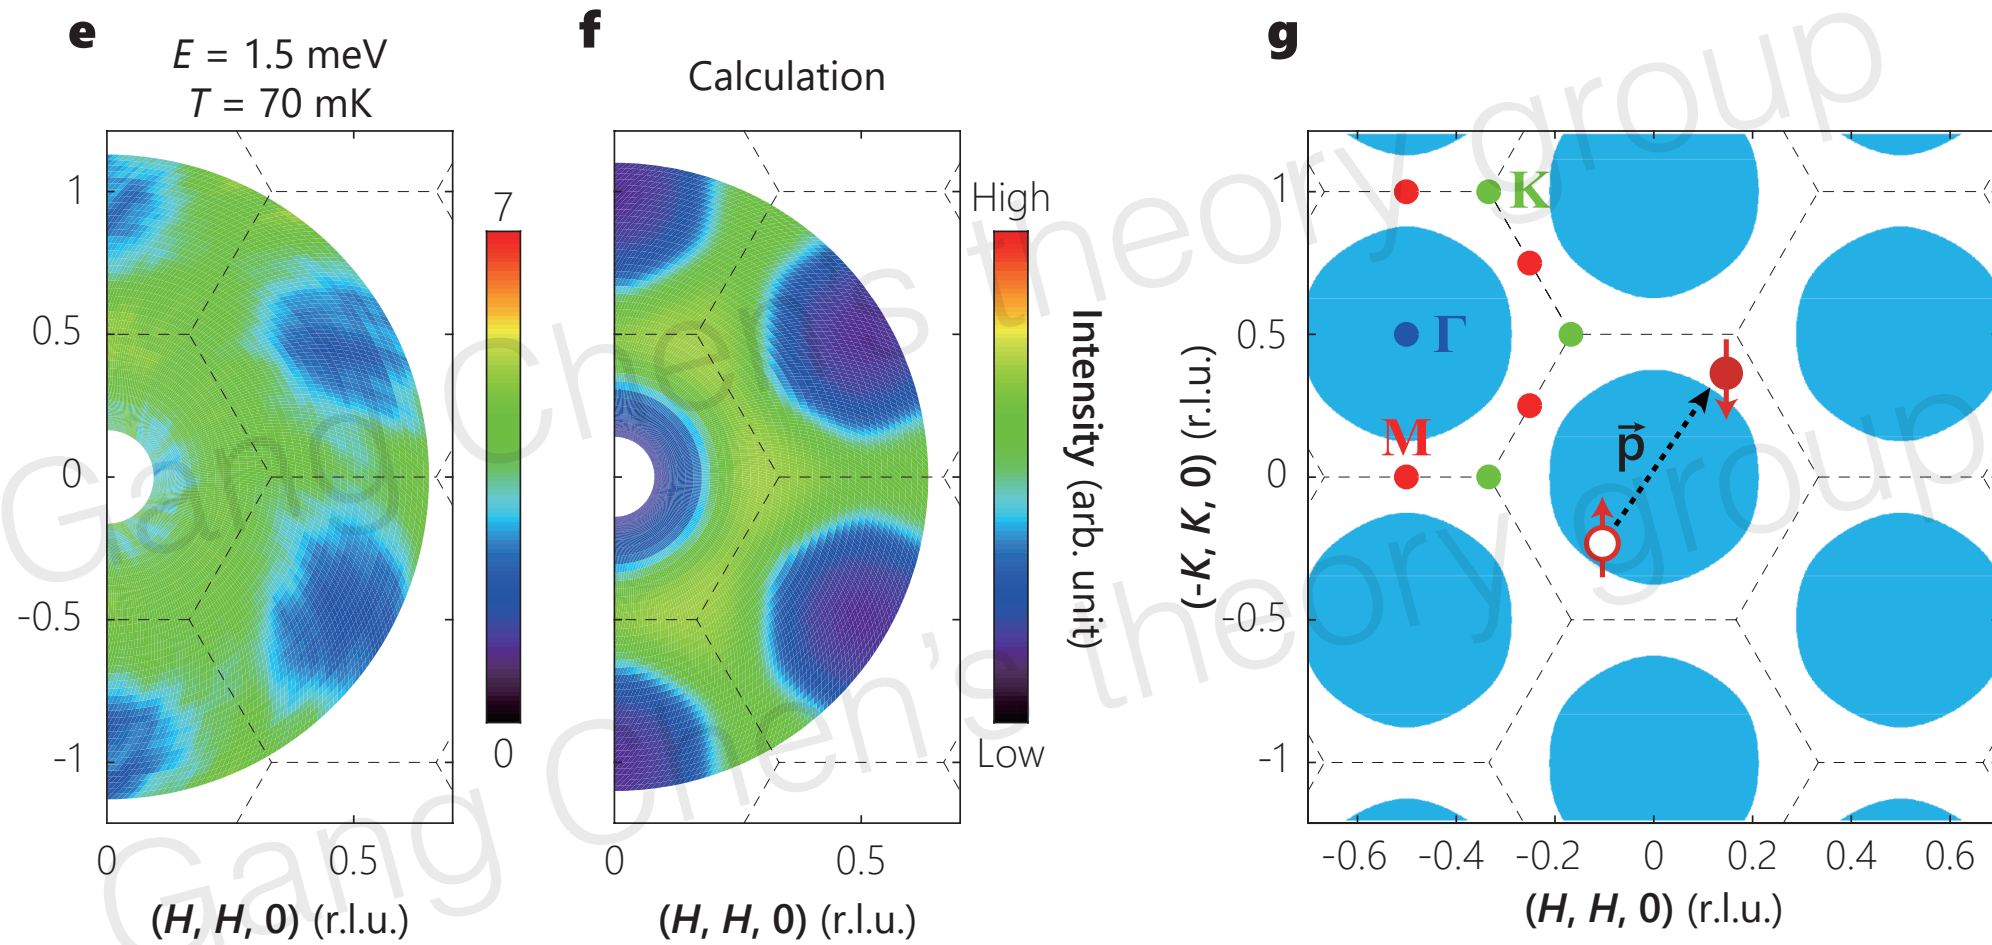 e
E = 1.5 meV
T = 70 mK
1
0.5
0
-0.5
-1
0
0.5
(H, H, 0) (r.l.u.)
7
0
f
Calculation
0
0.5
(H, H, 0) (r.l.u.)
High
Low
Intensity (arb. unit)
g
K
Γ
M
p
1
0.5
0
-0.5
-1
(-K, K, 0) (r.l.u.)
-0.6 -0.4 -0.2 0 0.2 0.4 0.6
(H, H, 0) (r.l.u.)
Gang Chen's theory group
Gang Chen's theory group